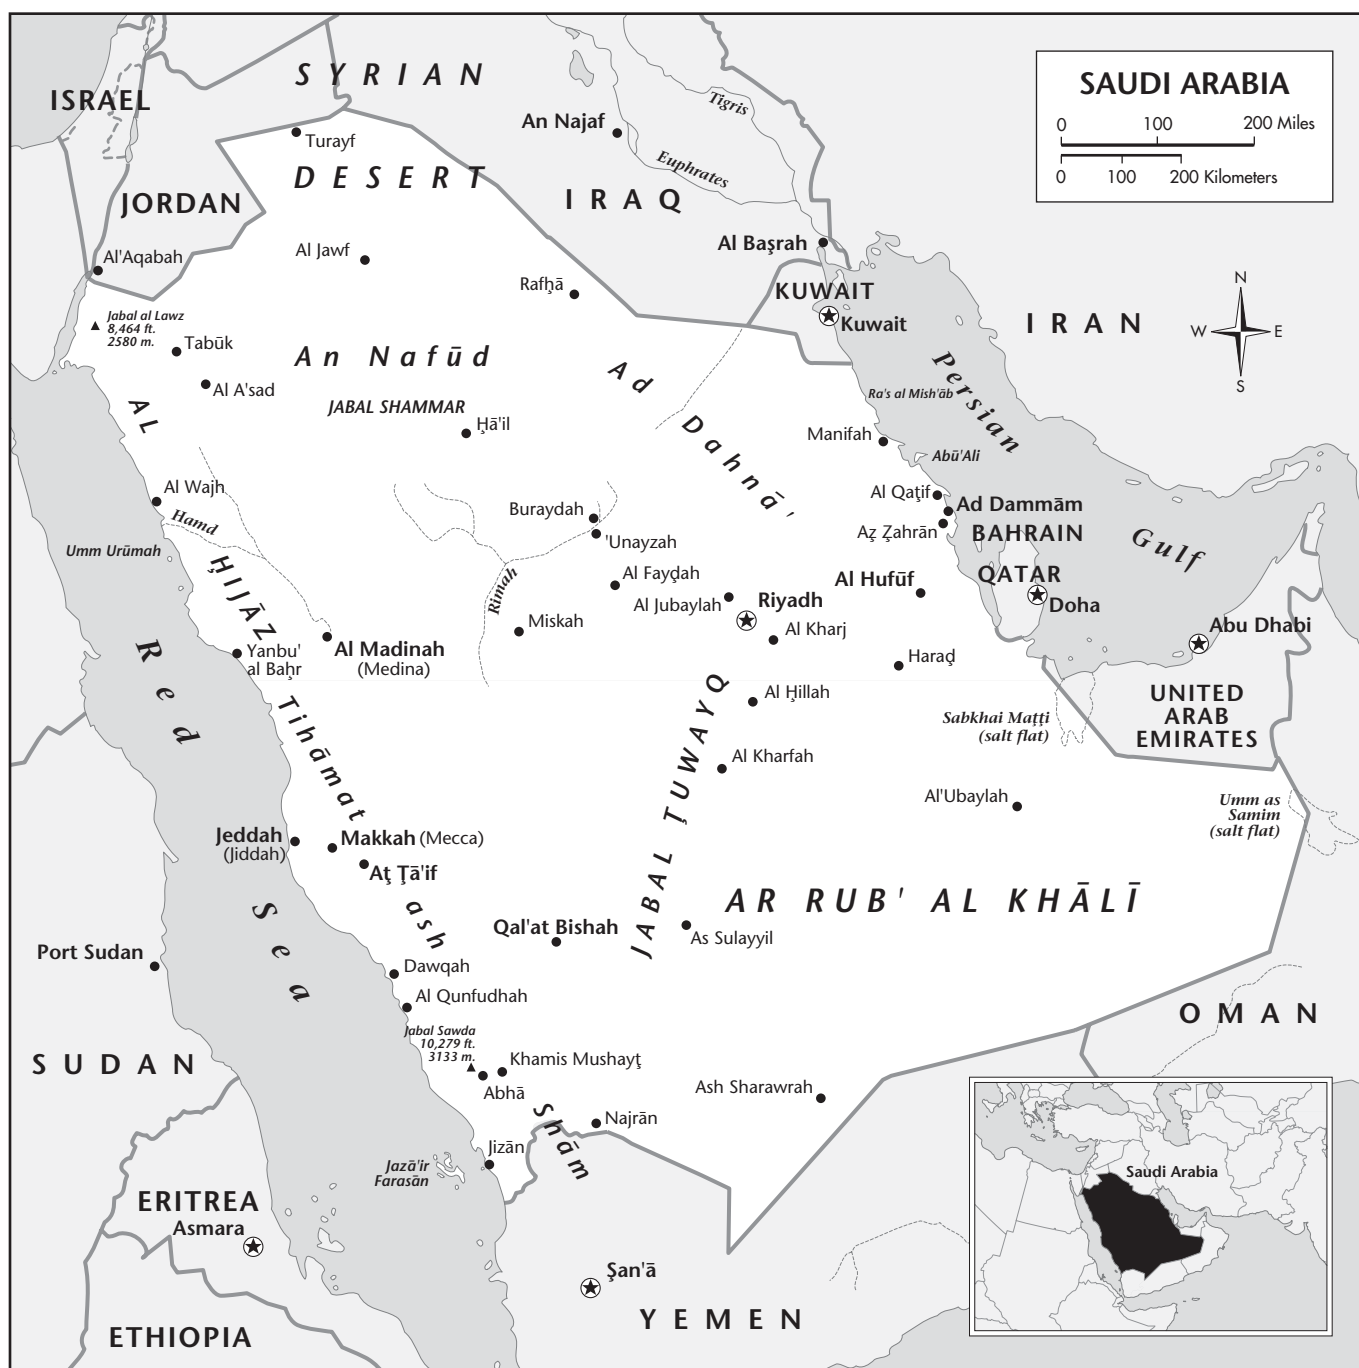 SAUDI ARABIA
0 100 200 Miles
0 100 200 Kilometers
N
W E
S
SYRIAN
DESERT
ISRAEL
JORDAN
IRAQ
Tigris
Euphrates
An Najaf
Turayf
Al Jawf
Al'Aqabah
Rafḩā
Al Başrah
KUWAIT
Kuwait
IRAN
Jabal al Lawz
8,464 ft.
2580 m.
Tabūk
Al A'sad
An Nafūd
JABAL SHAMMAR
Ḩā'il
Ad Dahnā'
Ra's al Mish'āb
Persian Gulf
Manifah
Abū'Ali
Al Qaţif
Ad Dammām
Aẓ Z̧ahrān
BAHRAIN
QATAR
Doha
Al Wajh
Hamd
Umm Urūmah
AL ḨIJĀZ
Buraydah
'Unayzah
Al Fayḑah
Al Jubaylah
Riyadh
Al Kharj
Al Hufūf
Rimah
Miskah
Haraḑ
Abu Dhabi
UNITED
ARAB
EMIRATES
Al Madinah
(Medina)
Yanbu'
al Baḩr
Red Sea
Tihāmat ash Shām
Al Ḩillah
Al Kharfah
JABAL ŢUWAYQ
Sabkhai Maţţi
(salt flat)
Al'Ubaylah
Umm as
Samim
(salt flat)
Jeddah
(Jiddah)
Makkah (Mecca)
Aţ Ţā'if
AR RUB' AL KHĀLĪ
Qal'at Bishah
As Sulayyil
Port Sudan
Dawqah
Al Qunfudhah
OMAN
SUDAN
Jabal Sawda
10,279 ft.
3133 m.
Khamis Mushayţ
Abhā
Ash Sharawrah
Najrān
Jizān
Jazā'ir
Farasān
Saudi Arabia
ERITREA
Asmara
Şan'ā
YEMEN
ETHIOPIA